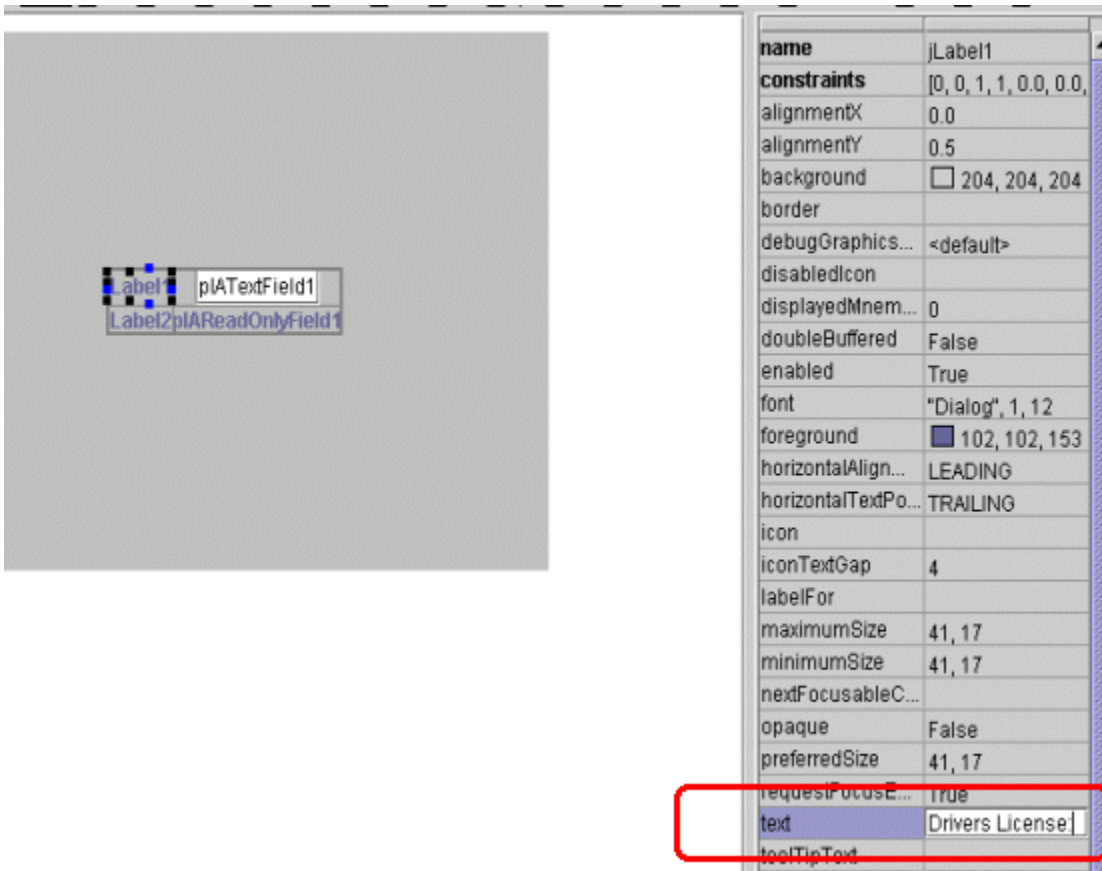 Label1 plATextField1
Label2 plAReadOnlyField1
name jLabel1
constraints [0, 0, 1, 1, 0.0, 0.0,
alignmentX 0.0
alignmentY 0.5
background 204, 204, 204
border
debugGraphics... <default>
disabledIcon
displayedMnem... 0
doubleBuffered False
enabled True
font "Dialog", 1, 12
foreground 102, 102, 153
horizontalAlign... LEADING
horizontalTextPo... TRAILING
icon
iconTextGap 4
labelFor
maximumSize 41, 17
minimumSize 41, 17
nextFocusableC...
opaque False
preferredSize 41, 17
requestFocusE... True
text Drivers License:
toolTipText